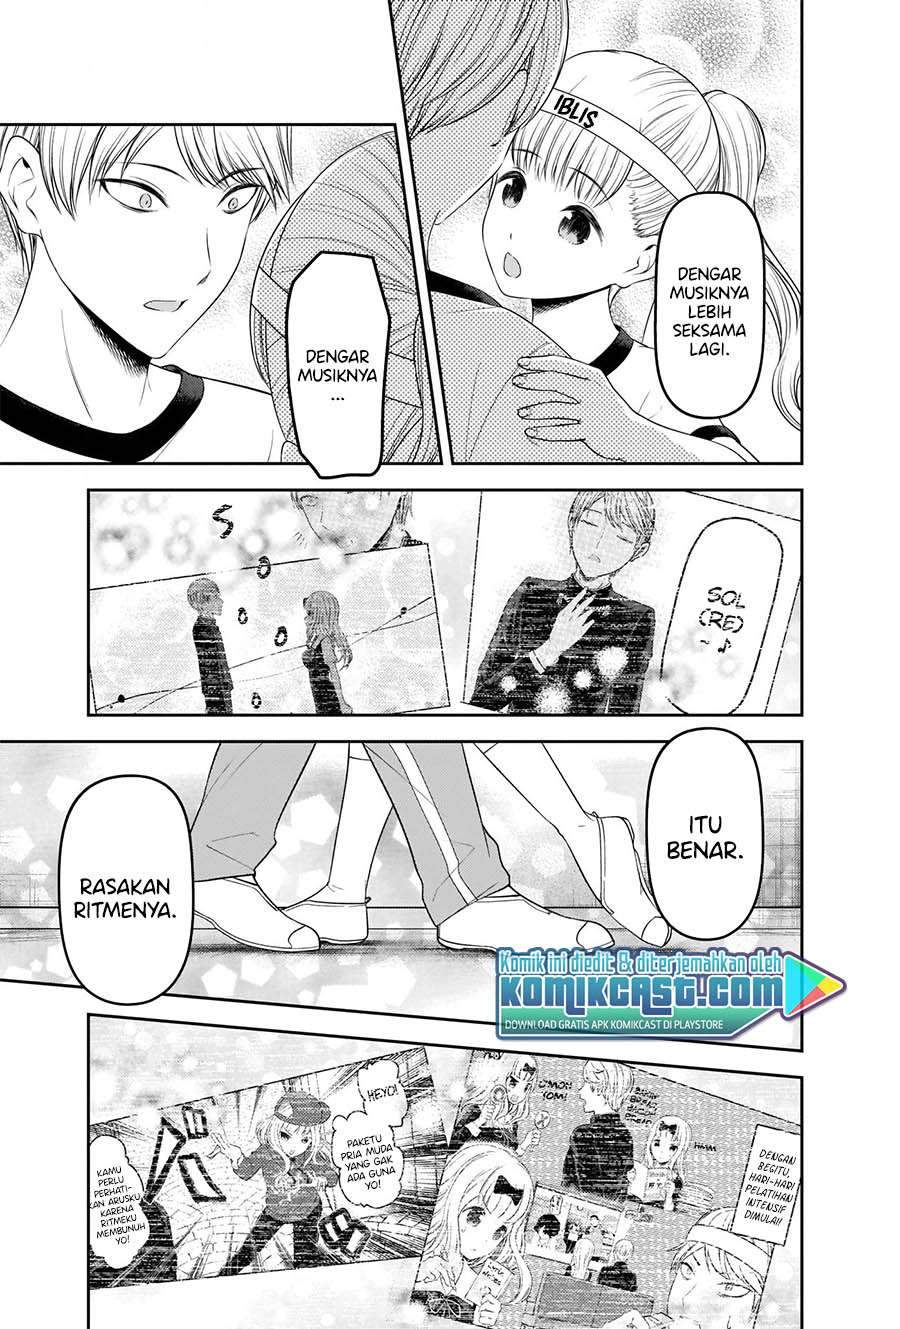 IBLIS
DENGAR
MUSIKNYA
LEBIH
SEKSAMA
LAGI.
DENGAR
MUSIKNYA
...
SOL
(RE)
~♪
S
O
O
O
O
ITU
BENAR.
RASAKAN
RITMENYA.
Komik ini diedit & diterjemahkan oleh
KOMIKCAST.COM
DOWNLOAD GRATIS APK KOMIKCAST DI PLAYSTORE
DENGAN
BEGITU,
HARI-HARI
PELATIHAN
INTENSIF
DIMULAI!
HEYO!
PAKETU
PRIA MUDA
YANG GAK
ADA GUNA
YO!
KAMU
PERLU
PERHATI-
KAN ARUSKU
KARENA
RITMEKU
MEMBUNUH
YO!